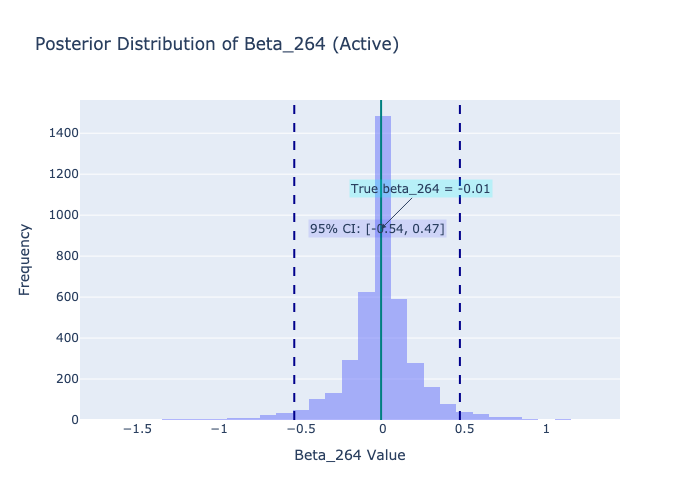 Posterior Distribution of Beta_264 (Active)
1400
1200
1000
800
600
400
200
0
Frequency
True beta_264 = -0.01
95% CI: [-0.54, 0.47]
−1.5
−1
−0.5
0
0.5
1
Beta_264 Value